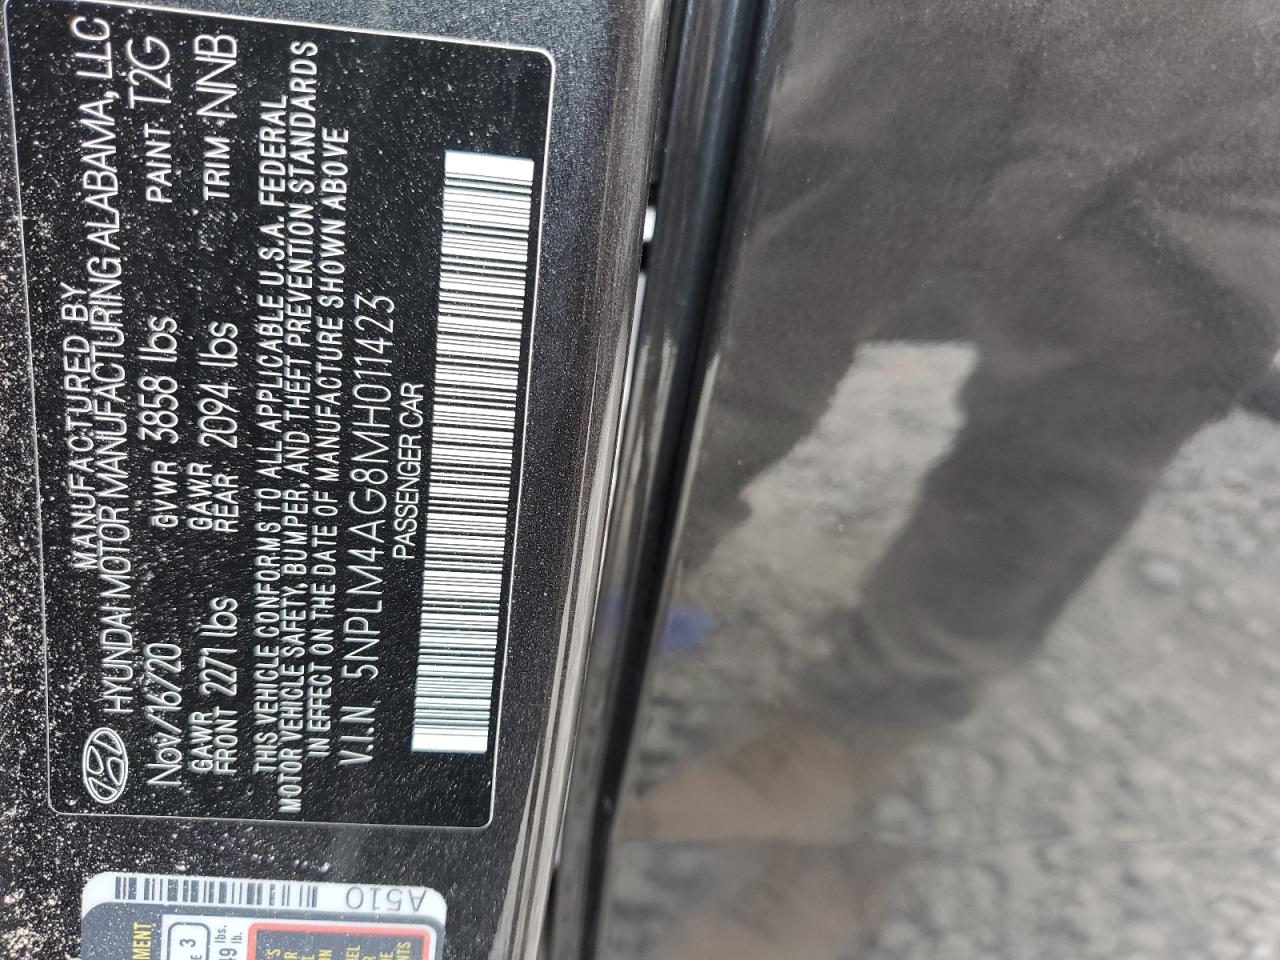 MANUFACTURED BY
HYUNDAI MOTOR MANUFACTURING ALABAMA, LLC
Nov/16/20 GVWR 3858 lbs PAINT T2G
GAWR FRONT 2271 lbs GAWR REAR 2094 lbs TRIM NNB
THIS VEHICLE CONFORMS TO ALL APPLICABLE U.S.A. FEDERAL
MOTOR VEHICLE SAFETY, BUMPER, AND THEFT PREVENTION STANDARDS
IN EFFECT ON THE DATE OF MANUFACTURE SHOWN ABOVE
V.I.N 5NPLM4AG8MH011423
PASSENGER CAR
A510
3